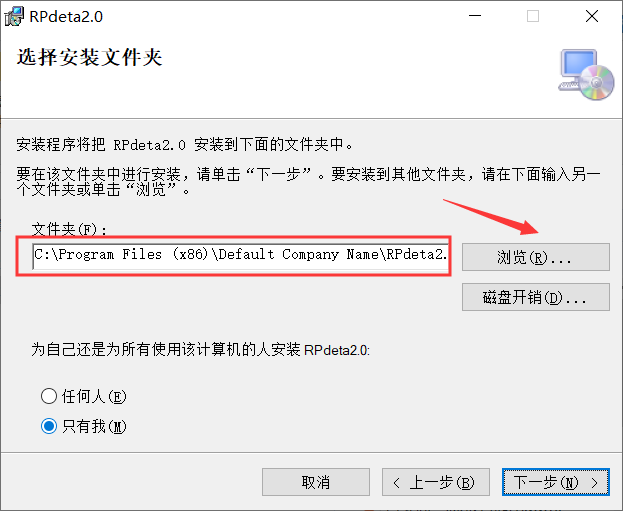 RPdeta2.0
选择安装文件夹
安装程序将把 RPdeta2.0 安装到下面的文件夹中。
要在该文件夹中进行安装，请单击“下一步”。要安装到其他文件夹，请在下面输入另一
个文件夹或单击“浏览”。
文件夹(F)：
C:\Program Files (x86)\Default Company Name\RPdeta2.
浏览(R)...
磁盘开销(D)...
为自己还是为所有使用该计算机的人安装 RPdeta2.0:
任何人(E)
只有我(M)
取消
< 上一步(B)
下一步(N) >